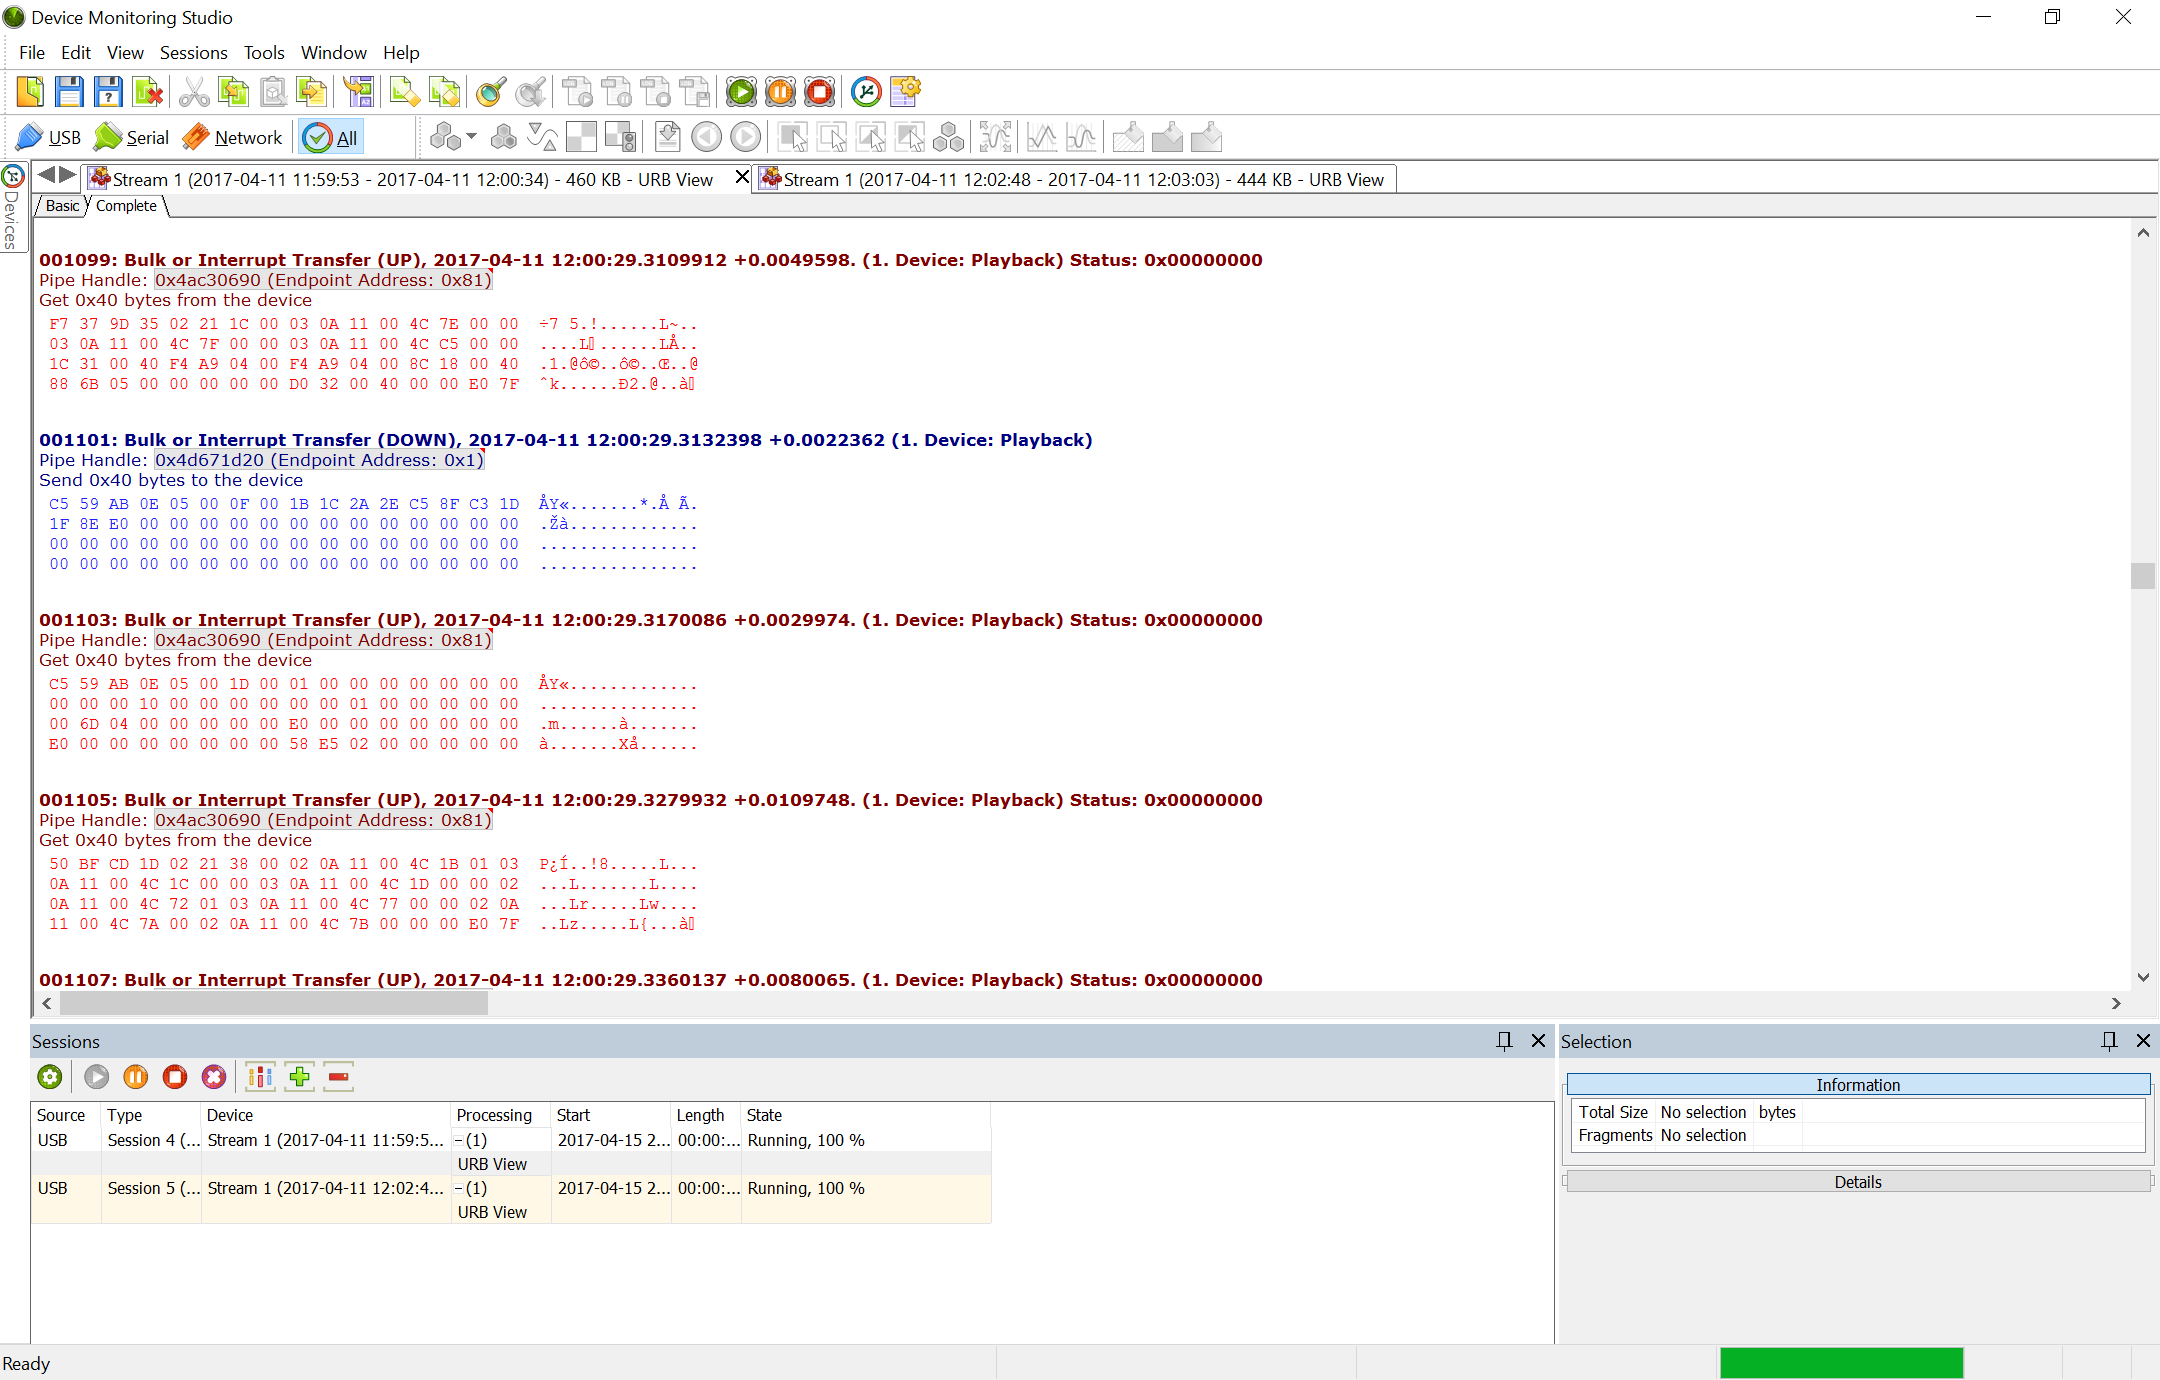 Device Monitoring Studio
File Edit View Sessions Tools Window Help
USB Serial Network All
Devices
Stream 1 (2017-04-11 11:59:53 - 2017-04-11 12:00:34) - 460 KB - URB View
Stream 1 (2017-04-11 12:02:48 - 2017-04-11 12:03:03) - 444 KB - URB View
Basic Complete
001099: Bulk or Interrupt Transfer (UP), 2017-04-11 12:00:29.3109912 +0.0049598. (1. Device: Playback) Status: 0x00000000
Pipe Handle: 0x4ac30690 (Endpoint Address: 0x81)
Get 0x40 bytes from the device
F7 37 9D 35 02 21 1C 00 03 0A 11 00 4C 7E 00 00 ÷7 5.!......L~..
03 0A 11 00 4C 7F 00 00 03 0A 11 00 4C C5 00 00 ....L▯......LÅ..
1C 31 00 40 F4 A9 04 00 F4 A9 04 00 8C 18 00 40 .1.@ô©..ô©..Œ..@
88 6B 05 00 00 00 00 00 D0 32 00 40 00 00 E0 7F ˆk......Ð2.@..à▯
001101: Bulk or Interrupt Transfer (DOWN), 2017-04-11 12:00:29.3132398 +0.0022362 (1. Device: Playback)
Pipe Handle: 0x4d671d20 (Endpoint Address: 0x1)
Send 0x40 bytes to the device
C5 59 AB 0E 05 00 0F 00 1B 1C 2A 2E C5 8F C3 1D ÅY«.......*.Å Ã.
1F 8E E0 00 00 00 00 00 00 00 00 00 00 00 00 00 .Žà.............
00 00 00 00 00 00 00 00 00 00 00 00 00 00 00 00 ................
00 00 00 00 00 00 00 00 00 00 00 00 00 00 00 00 ................
001103: Bulk or Interrupt Transfer (UP), 2017-04-11 12:00:29.3170086 +0.0029974. (1. Device: Playback) Status: 0x00000000
Pipe Handle: 0x4ac30690 (Endpoint Address: 0x81)
Get 0x40 bytes from the device
C5 59 AB 0E 05 00 1D 00 01 00 00 00 00 00 00 00 ÅY«.............
00 00 00 10 00 00 00 00 00 00 01 00 00 00 00 00 ................
00 6D 04 00 00 00 00 00 E0 00 00 00 00 00 00 00 .m......à.......
E0 00 00 00 00 00 00 00 58 E5 02 00 00 00 00 00 à.......Xå......
001105: Bulk or Interrupt Transfer (UP), 2017-04-11 12:00:29.3279932 +0.0109748. (1. Device: Playback) Status: 0x00000000
Pipe Handle: 0x4ac30690 (Endpoint Address: 0x81)
Get 0x40 bytes from the device
50 BF CD 1D 02 21 38 00 02 0A 11 00 4C 1B 01 03 P¿Í..!8.....L...
0A 11 00 4C 1C 00 00 03 0A 11 00 4C 1D 00 00 02 ...L.......L....
0A 11 00 4C 72 01 03 0A 11 00 4C 77 00 00 02 0A ...Lr.....Lw....
11 00 4C 7A 00 02 0A 11 00 4C 7B 00 00 00 E0 7F ..Lz.....L{...à▯
001107: Bulk or Interrupt Transfer (UP), 2017-04-11 12:00:29.3360137 +0.0080065. (1. Device: Playback) Status: 0x00000000
Sessions
Source Type Device Processing Start Length State
USB Session 4 (... Stream 1 (2017-04-11 11:59:5... (1) 2017-04-15 2... 00:00:... Running, 100 %
URB View
USB Session 5 (... Stream 1 (2017-04-11 12:02:4... (1) 2017-04-15 2... 00:00:... Running, 100 %
URB View
Selection
Information
Total Size No selection bytes
Fragments No selection
Details
Ready